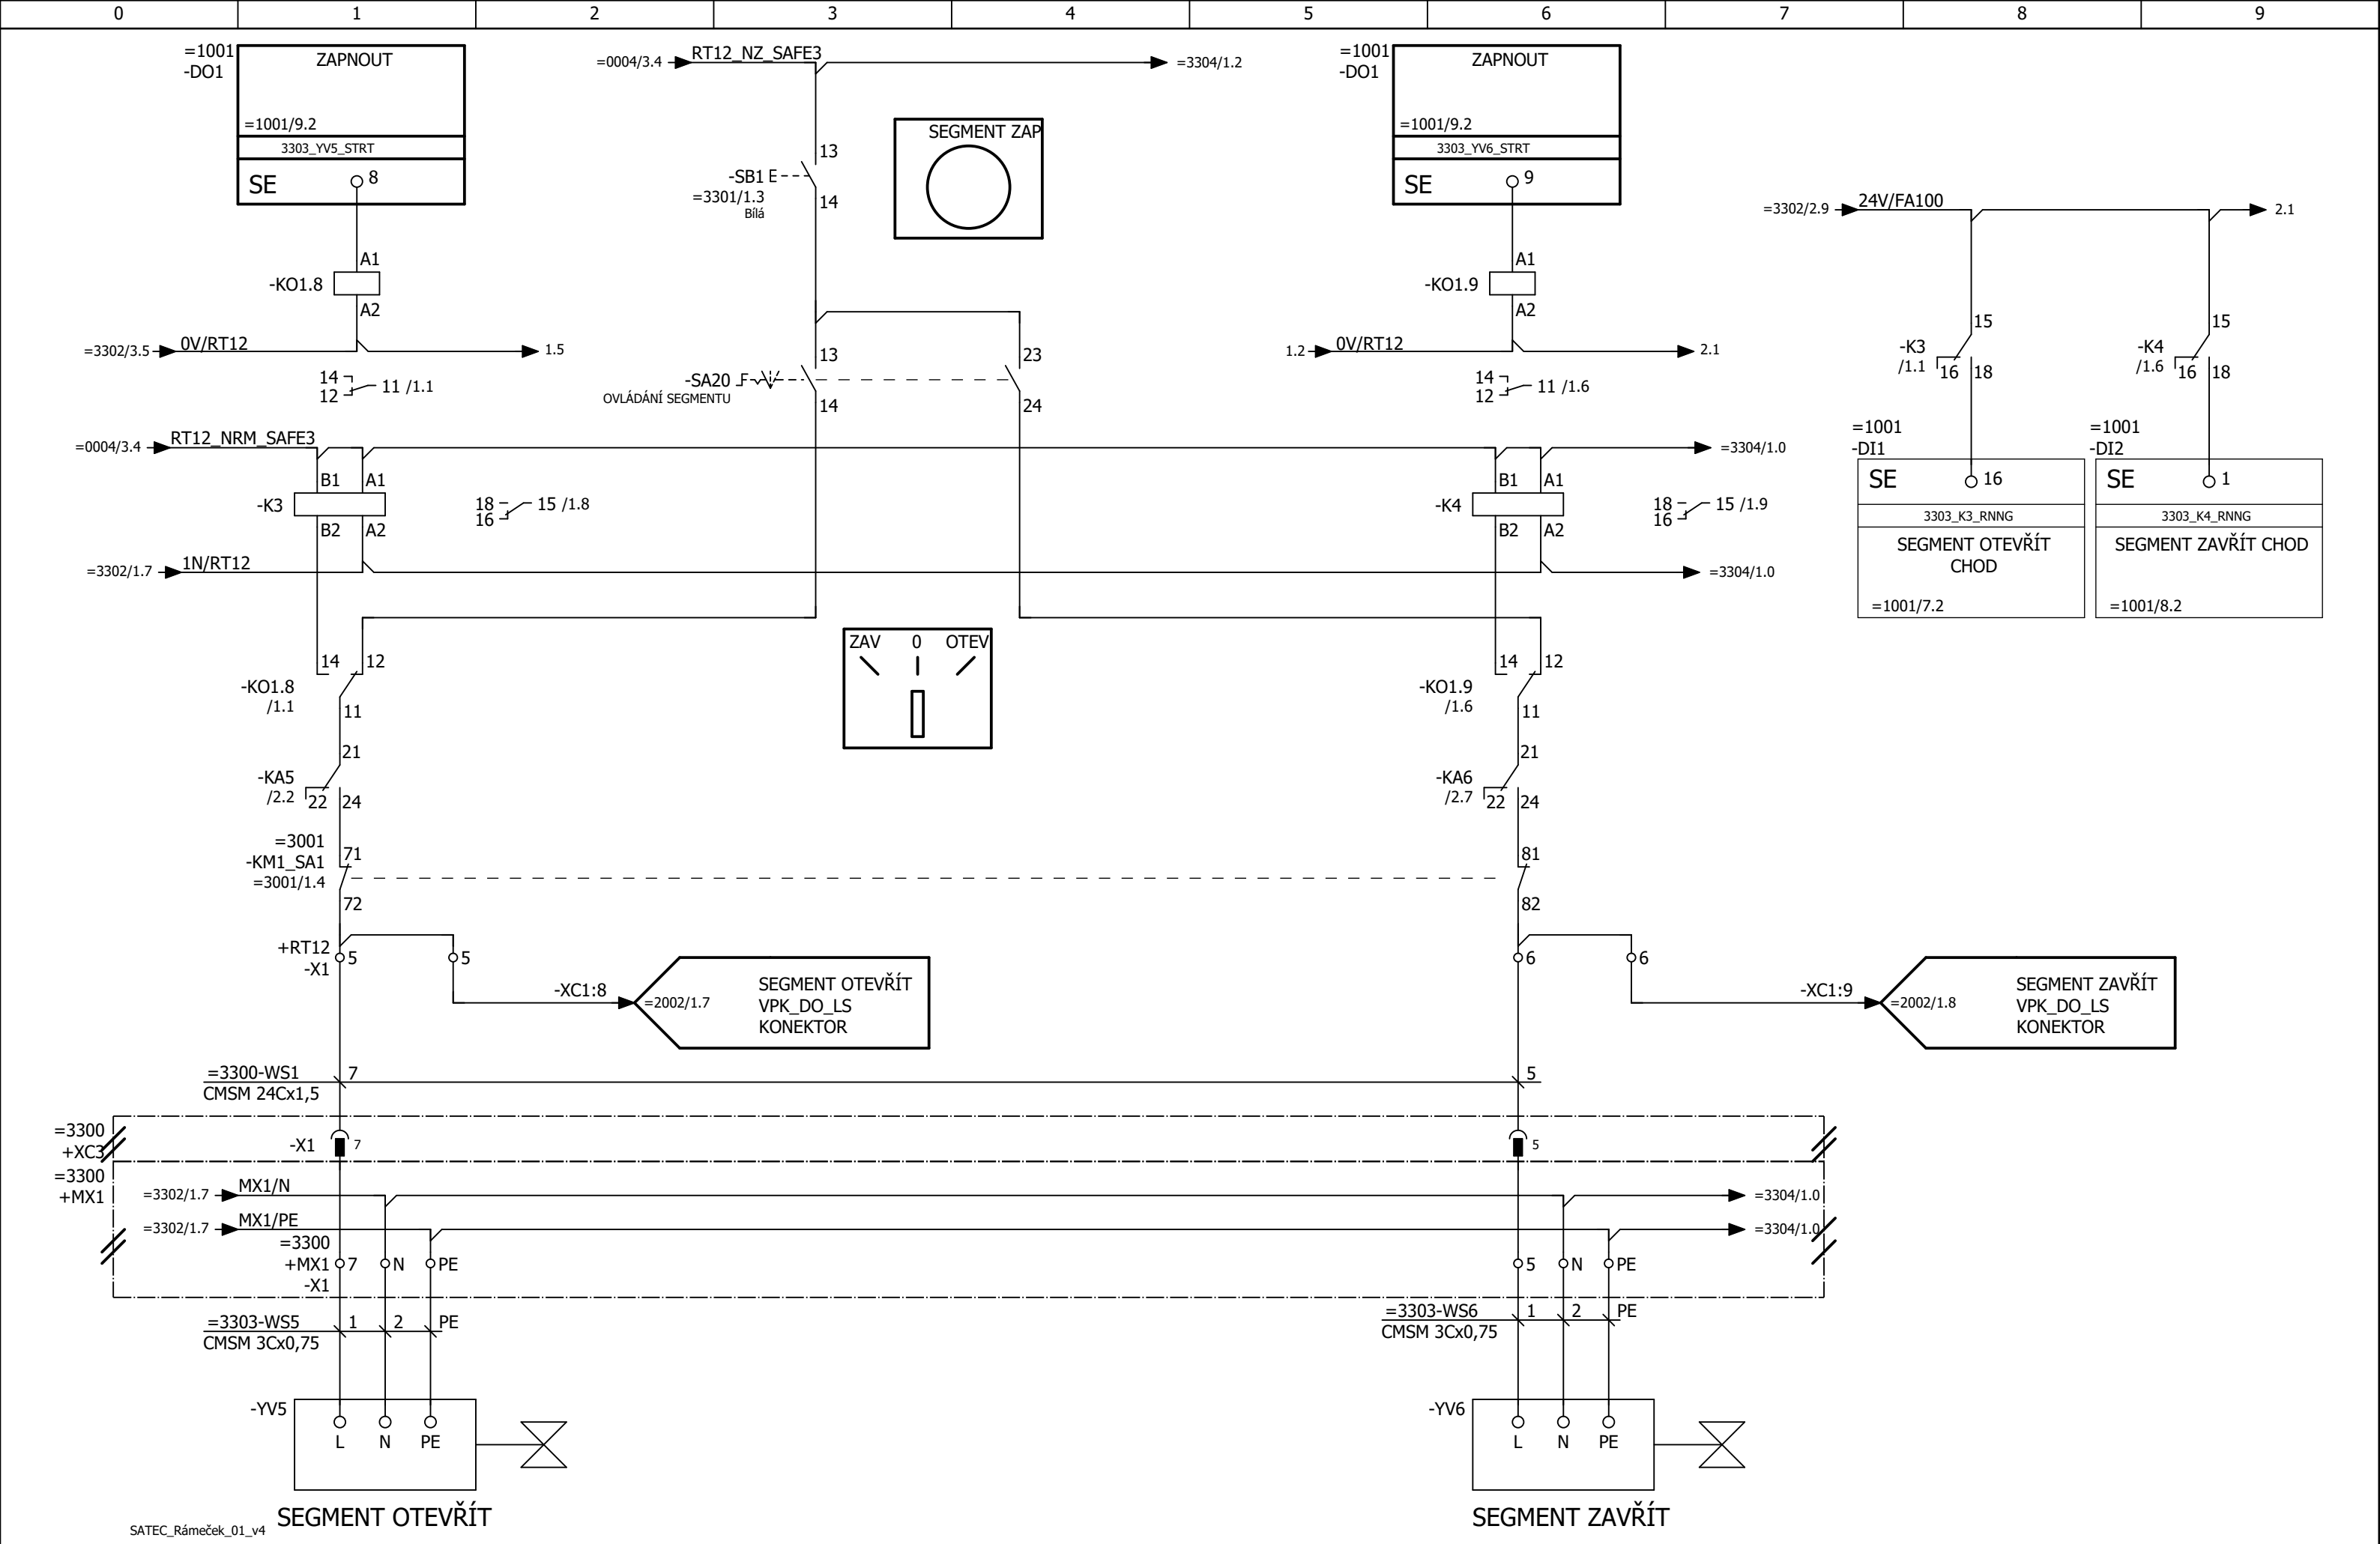 0 1 2 3 4 5 6 7 8 9
=1001
-DO1
ZAPNOUT
=1001/9.2
3303_YV5_STRT
SE 8
A1
-KO1.8
A2
=3302/3.5 0V/RT12 1.5
14
12
11 /1.1
=0004/3.4 RT12_NZ_SAFE3 =3304/1.2
13
-SB1
=3301/1.3
Bílá
14
SEGMENT ZAP
13 23
-SA20
OVLÁDÁNÍ SEGMENTU
14 24
=1001
-DO1
ZAPNOUT
=1001/9.2
3303_YV6_STRT
SE 9
A1
-KO1.9
A2
1.2 0V/RT12 2.1
14
12
11 /1.6
=3302/2.9 24V/FA100 2.1
15
-K3
/1.1
16 18
15
-K4
/1.6
16 18
=1001
-DI1
SE 16
3303_K3_RNNG
SEGMENT OTEVŘÍT
CHOD
=1001/7.2
=1001
-DI2
SE 1
3303_K4_RNNG
SEGMENT ZAVŘÍT CHOD
=1001/8.2
=0004/3.4 RT12_NRM_SAFE3 =3304/1.0
B1 A1
-K3
B2 A2
18
16
15 /1.8
B1 A1
-K4
B2 A2
18
16
15 /1.9
=3302/1.7 1N/RT12 =3304/1.0
ZAV 0 OTEV
14 12
-KO1.8
/1.1
11
21
-KA5
/2.2
22 24
=3001
-KM1_SA1
=3001/1.4
71
72
14 12
-KO1.9
/1.6
11
21
-KA6
/2.7
22 24
81
82
+RT12
-X1
5 5
-XC1:8
=2002/1.7
SEGMENT OTEVŘÍT
VPK_DO_LS
KONEKTOR
6 6
-XC1:9
=2002/1.8
SEGMENT ZAVŘÍT
VPK_DO_LS
KONEKTOR
=3300-WS1 7 5
CMSM 24Cx1,5
=3300
+XC3
-X1 7 5
=3300
+MX1
=3302/1.7 MX1/N =3304/1.0
=3302/1.7 MX1/PE =3304/1.0
=3300
+MX1
-X1
7 N PE
5 N PE
=3303-WS5 1 2 PE
CMSM 3Cx0,75
=3303-WS6 1 2 PE
CMSM 3Cx0,75
-YV5
L N PE
-YV6
L N PE
SEGMENT OTEVŘÍT
SEGMENT ZAVŘÍT
SATEC_Rámeček_01_v4